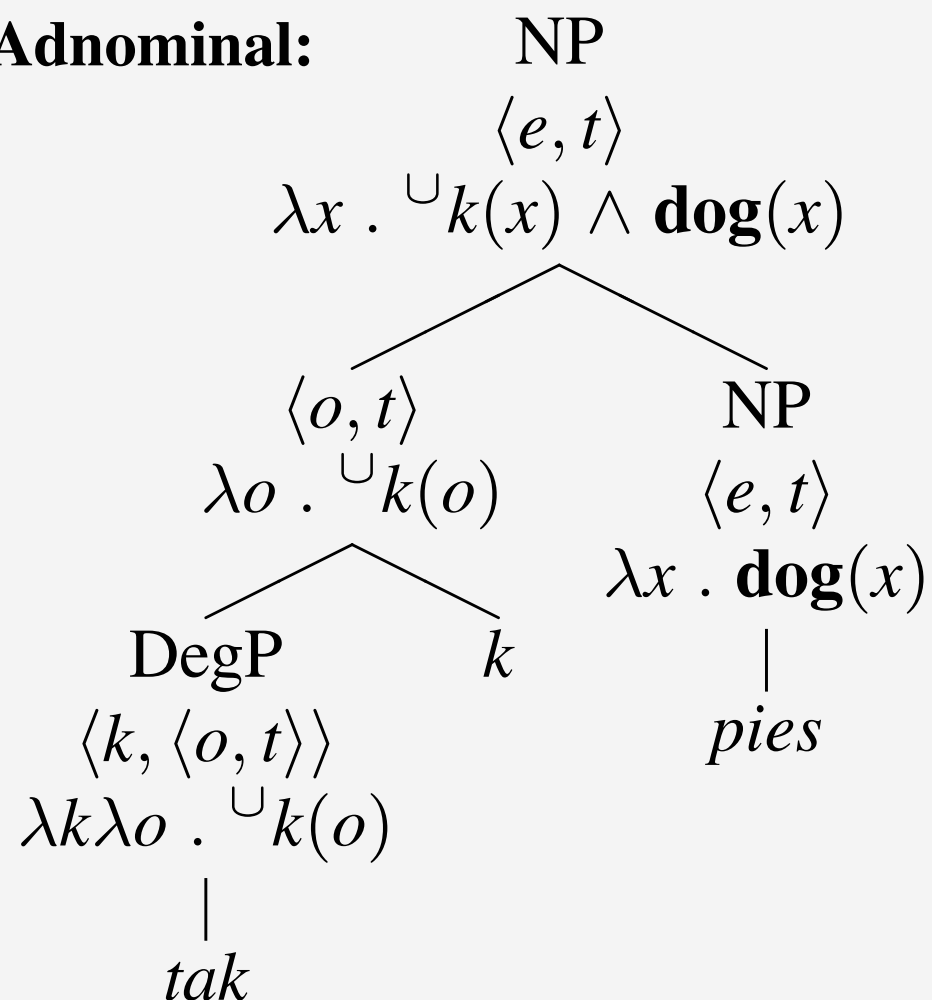 Adnominal: NP
⟨e, t⟩
λx . ∪k(x) ∧ dog(x)
⟨o, t⟩ NP
λo . ∪k(o) ⟨e, t⟩
λx . dog(x)
DegP k
⟨k, ⟨o, t⟩⟩ pies
λkλo . ∪k(o)
tak